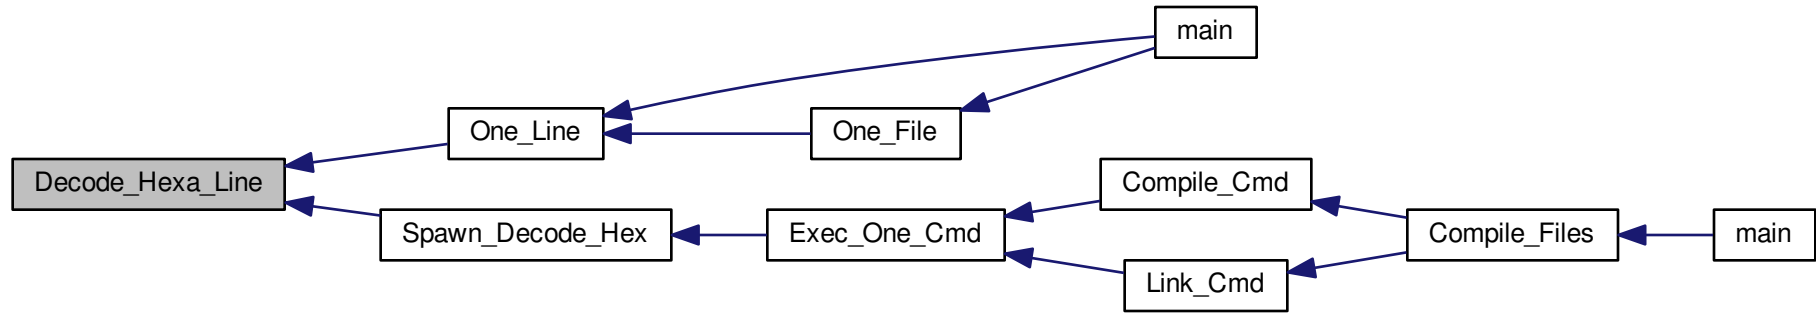 main
One_Line
One_File
Decode_Hexa_Line
Compile_Cmd
Spawn_Decode_Hex
Exec_One_Cmd
Compile_Files
main
Link_Cmd